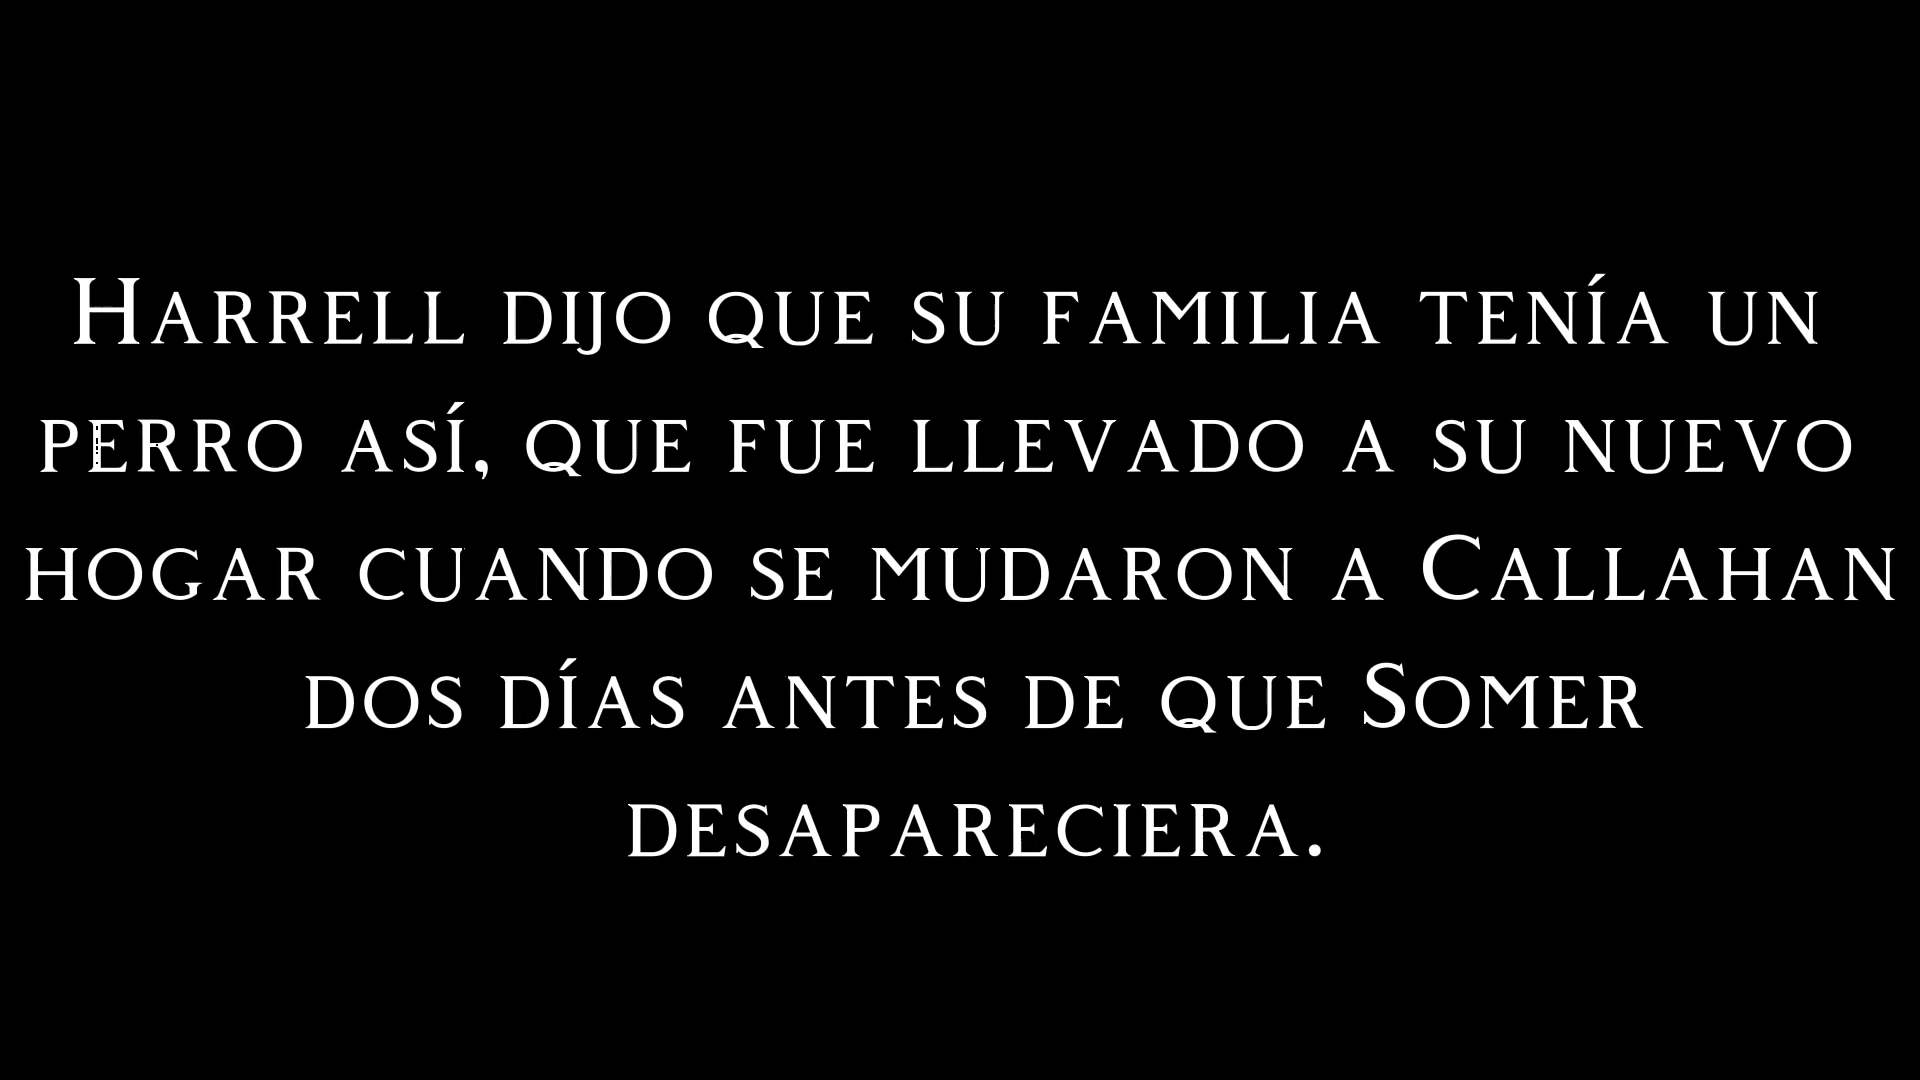 Harrell dijo que su familia tenía un
perro así, que fue llevado a su nuevo
hogar cuando se mudaron a Callahan
dos días antes de que Somer
desapareciera.